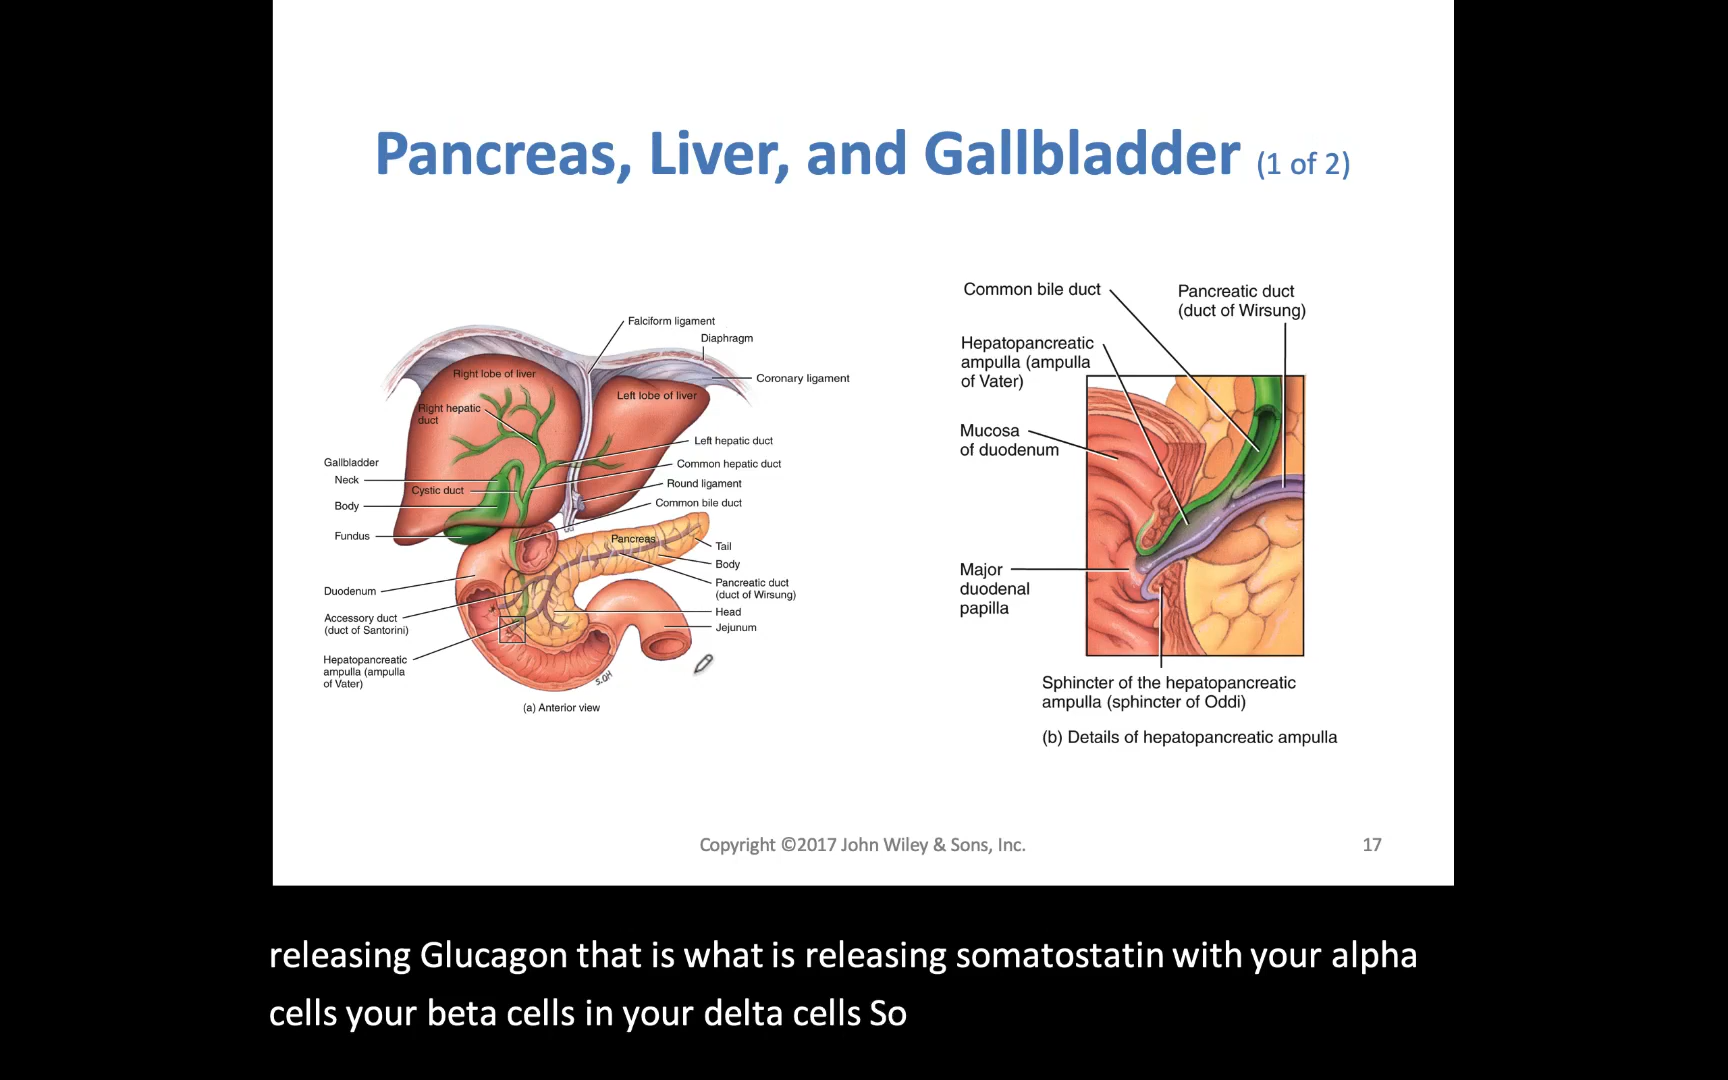 Pancreas, Liver, and Gallbladder (1 of 2)
Falciform ligament
Diaphragm
Coronary ligament
Right lobe of liver
Left lobe of liver
Right hepatic
duct
Left hepatic duct
Common hepatic duct
Round ligament
Common bile duct
Gallbladder
Neck
Cystic duct
Body
Fundus
Pancreas
Tail
Body
Pancreatic duct
(duct of Wirsung)
Head
Jejunum
Duodenum
Accessory duct
(duct of Santorini)
Hepatopancreatic
ampulla (ampulla
of Vater)
S.OH
(a) Anterior view
Common bile duct
Pancreatic duct
(duct of Wirsung)
Hepatopancreatic
ampulla (ampulla
of Vater)
Mucosa
of duodenum
Major
duodenal
papilla
Sphincter of the hepatopancreatic
ampulla (sphincter of Oddi)
(b) Details of hepatopancreatic ampulla
Copyright ©2017 John Wiley & Sons, Inc.
17
releasing Glucagon that is what is releasing somatostatin with your alpha
cells your beta cells in your delta cells So